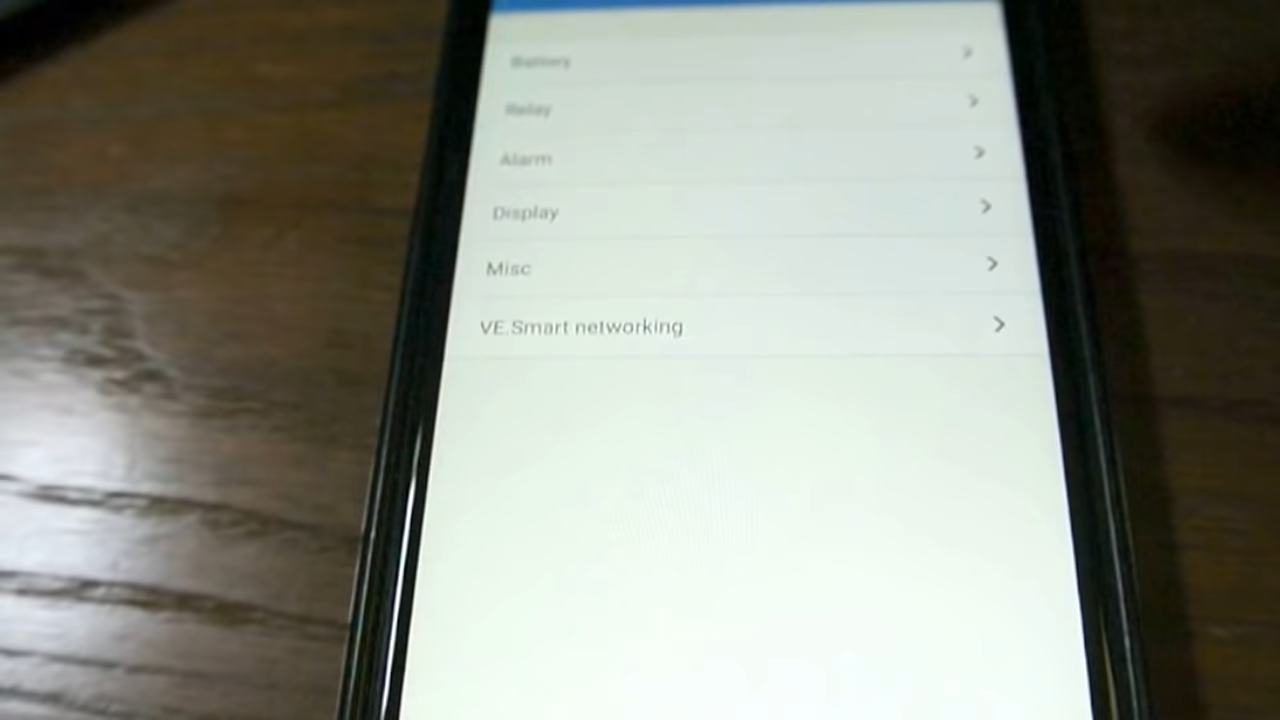 Battery
Relay
Alarm
Display
Misc
VE.Smart networking